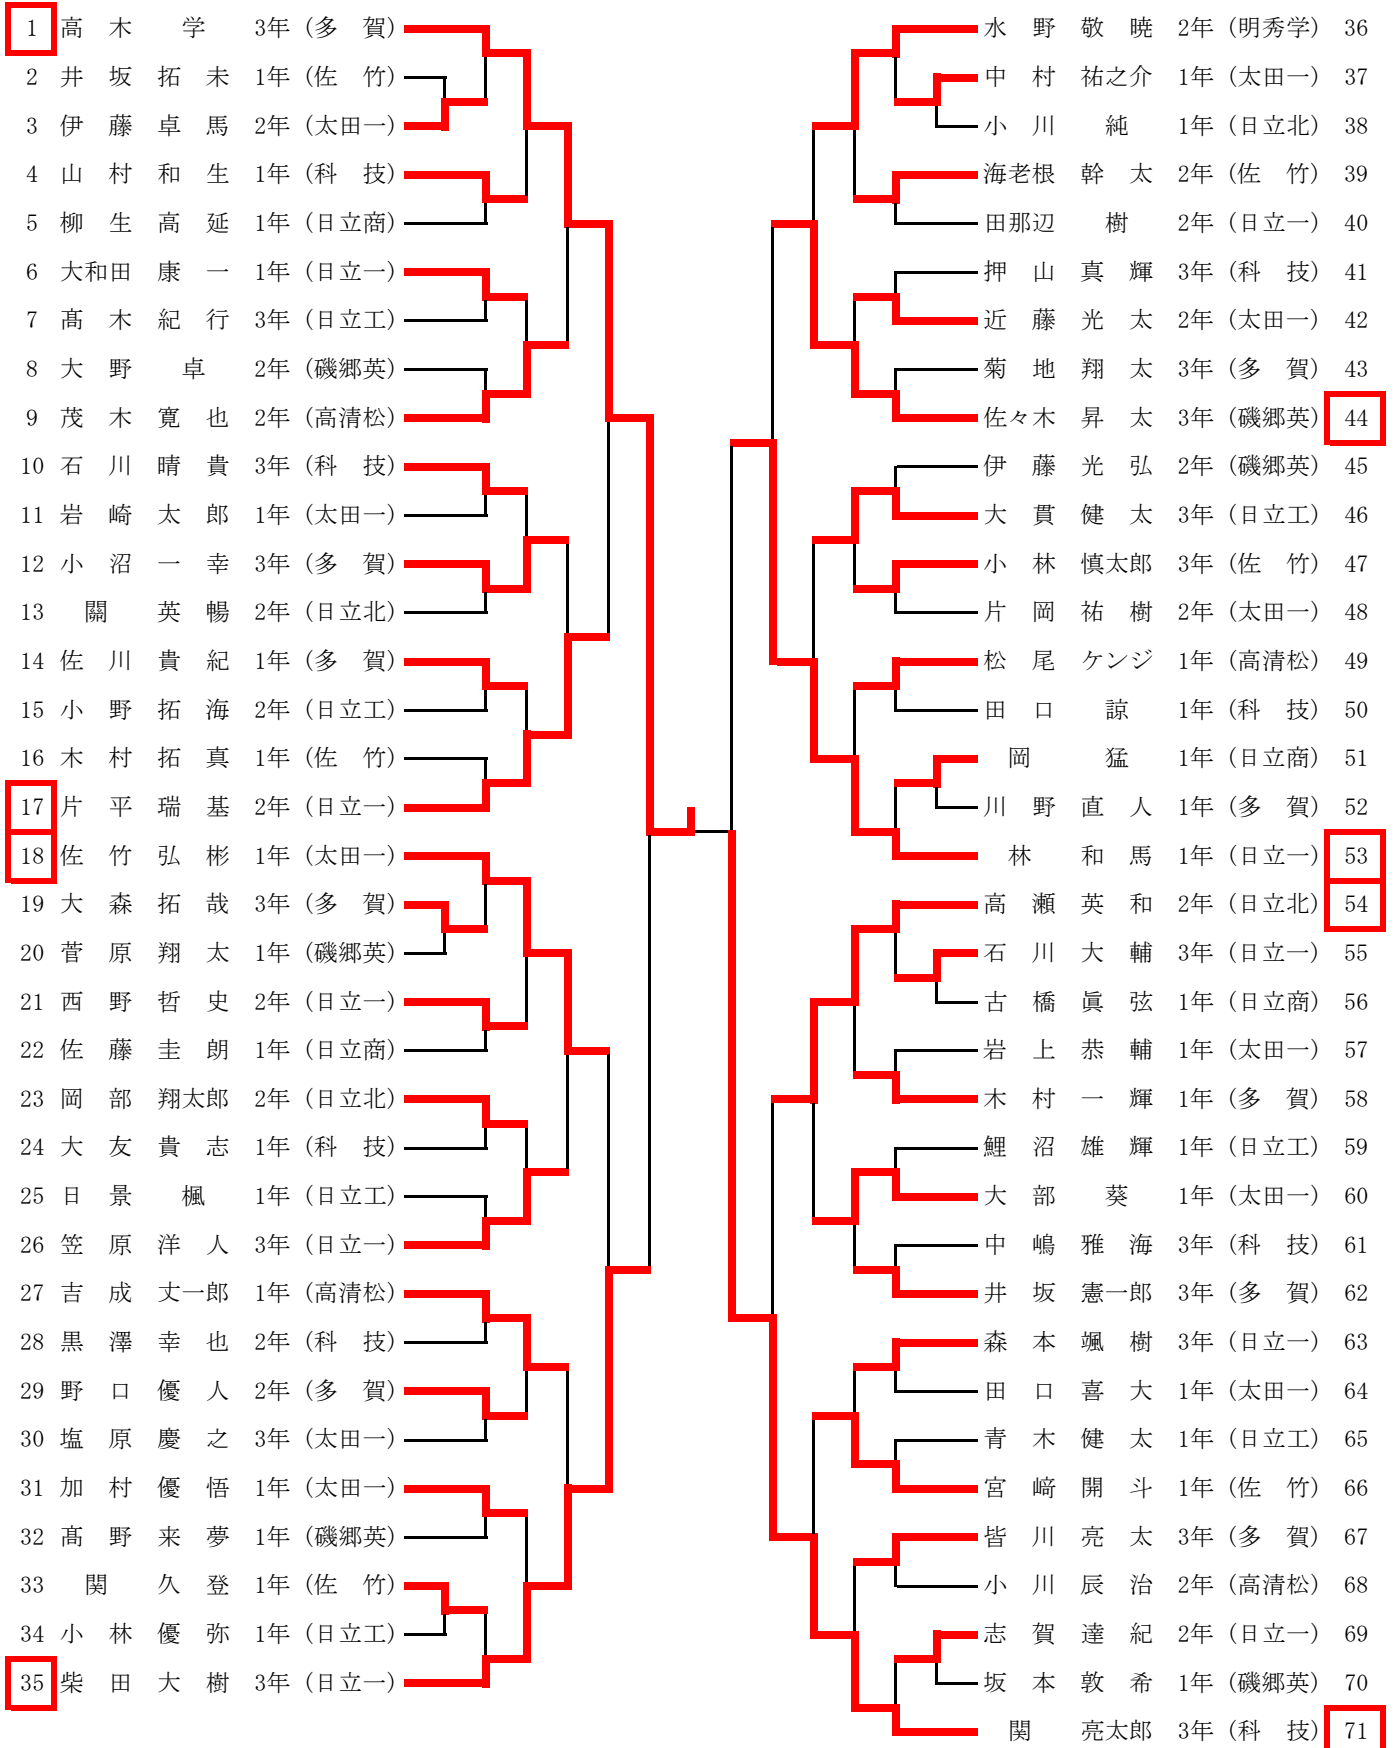 1 高木 学 3年 (多 賀)
2 井坂拓未 1年 (佐 竹)
3 伊藤卓馬 2年 (太田一)
4 山村和生 1年 (科 技)
5 柳生高延 1年 (日立商)
6 大和田康一 1年 (日立一)
7 髙木紀行 3年 (日立工)
8 大野 卓 2年 (磯郷英)
9 茂木寛也 2年 (高清松)
10 石川晴貴 3年 (科 技)
11 岩崎太郎 1年 (太田一)
12 小沼一幸 3年 (多 賀)
13 關 英暢 2年 (日立北)
14 佐川貴紀 1年 (多 賀)
15 小野拓海 2年 (日立工)
16 木村拓真 1年 (佐 竹)
17 片平瑞基 2年 (日立一)
18 佐竹弘彬 1年 (太田一)
19 大森拓哉 3年 (多 賀)
20 菅原翔太 1年 (磯郷英)
21 西野哲史 2年 (日立一)
22 佐藤圭朗 1年 (日立商)
23 岡部翔太郎 2年 (日立北)
24 大友貴志 1年 (科 技)
25 日景 楓 1年 (日立工)
26 笠原洋人 3年 (日立一)
27 吉成丈一郎 1年 (高清松)
28 黒澤幸也 2年 (科 技)
29 野口優人 2年 (多 賀)
30 塩原慶之 3年 (太田一)
31 加村優悟 1年 (太田一)
32 髙野来夢 1年 (磯郷英)
33 関 久登 1年 (佐 竹)
34 小林優弥 1年 (日立工)
35 柴田大樹 3年 (日立一)
水野敬暁 2年 (明秀学) 36
中村祐之介 1年 (太田一) 37
小川 純 1年 (日立北) 38
海老根幹太 2年 (佐 竹) 39
田那辺 樹 2年 (日立一) 40
押山真輝 3年 (科 技) 41
近藤光太 2年 (太田一) 42
菊地翔太 3年 (多 賀) 43
佐々木昇太 3年 (磯郷英) 44
伊藤光弘 2年 (磯郷英) 45
大貫健太 3年 (日立工) 46
小林慎太郎 3年 (佐 竹) 47
片岡祐樹 2年 (太田一) 48
松尾ケンジ 1年 (高清松) 49
田口 諒 1年 (科 技) 50
岡 猛 1年 (日立商) 51
川野直人 1年 (多 賀) 52
林 和馬 1年 (日立一) 53
高瀬英和 2年 (日立北) 54
石川大輔 3年 (日立一) 55
古橋眞弦 1年 (日立商) 56
岩上恭輔 1年 (太田一) 57
木村一輝 1年 (多 賀) 58
鯉沼雄輝 1年 (日立工) 59
大部 葵 1年 (太田一) 60
中嶋雅海 3年 (科 技) 61
井坂憲一郎 3年 (多 賀) 62
森本颯樹 3年 (日立一) 63
田口喜大 1年 (太田一) 64
青木健太 1年 (日立工) 65
宮﨑開斗 1年 (佐 竹) 66
皆川亮太 3年 (多 賀) 67
小川辰治 2年 (高清松) 68
志賀達紀 2年 (日立一) 69
坂本敦希 1年 (磯郷英) 70
関 亮太郎 3年 (科 技) 71